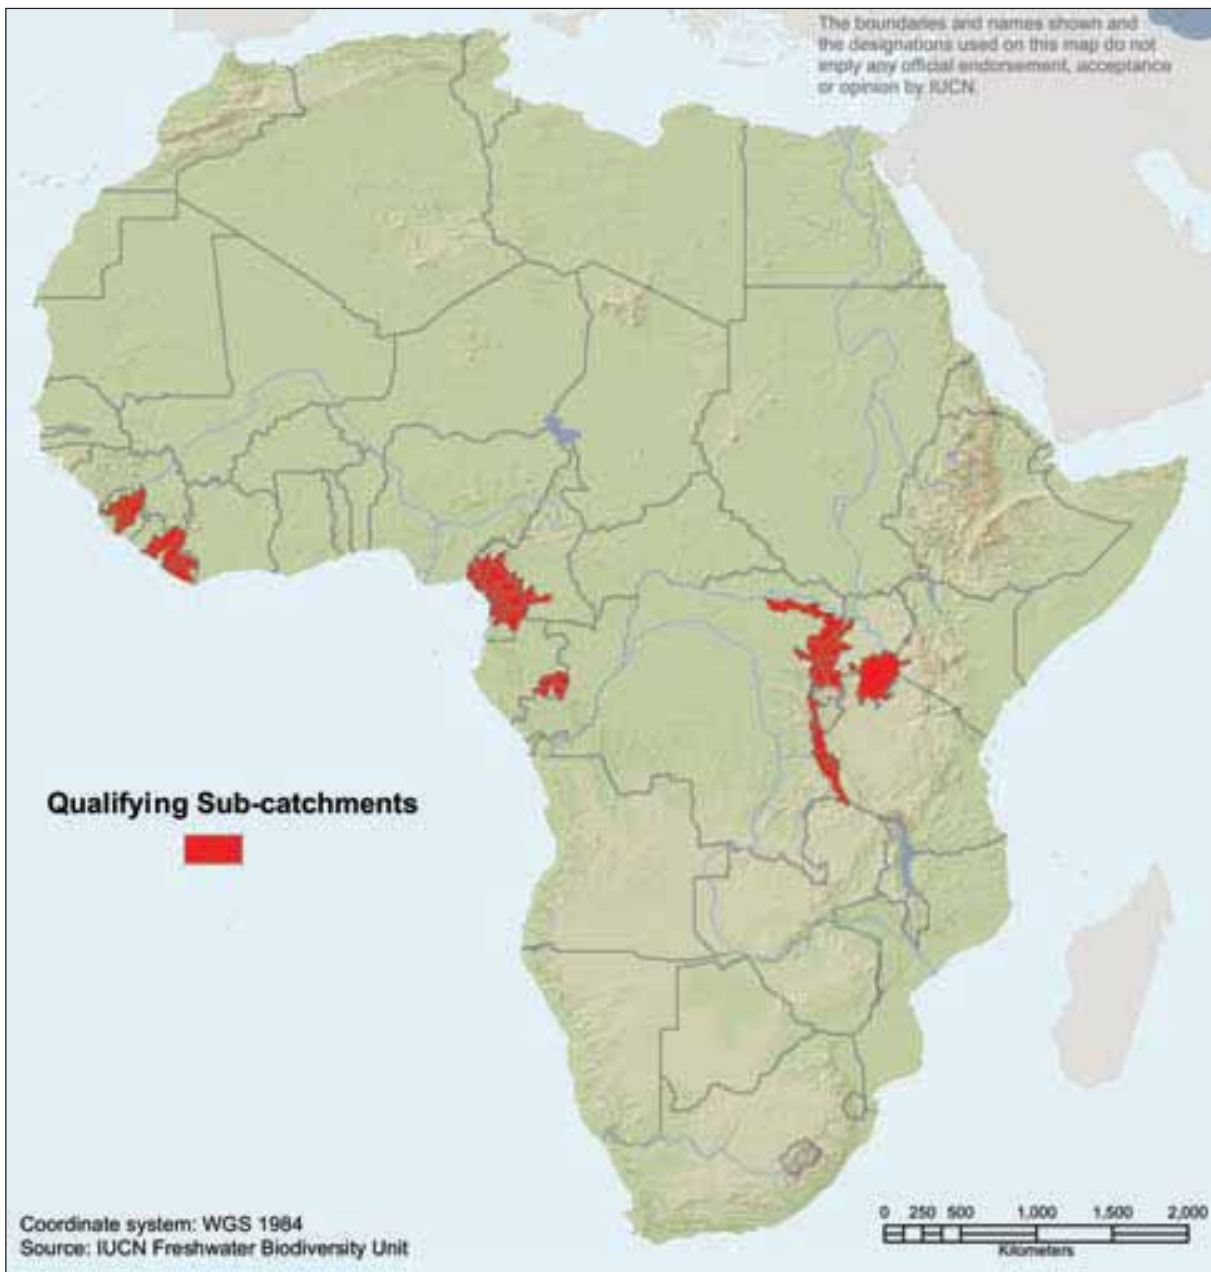 The boundaries and names shown and
the designations used on this map do not
imply any official endorsement, acceptance
or opinion by IUCN.
Qualifying Sub-catchments
Coordinate system: WGS 1984
Source: IUCN Freshwater Biodiversity Unit
0 250 500 1,000 1,500 2,000
Kilometers